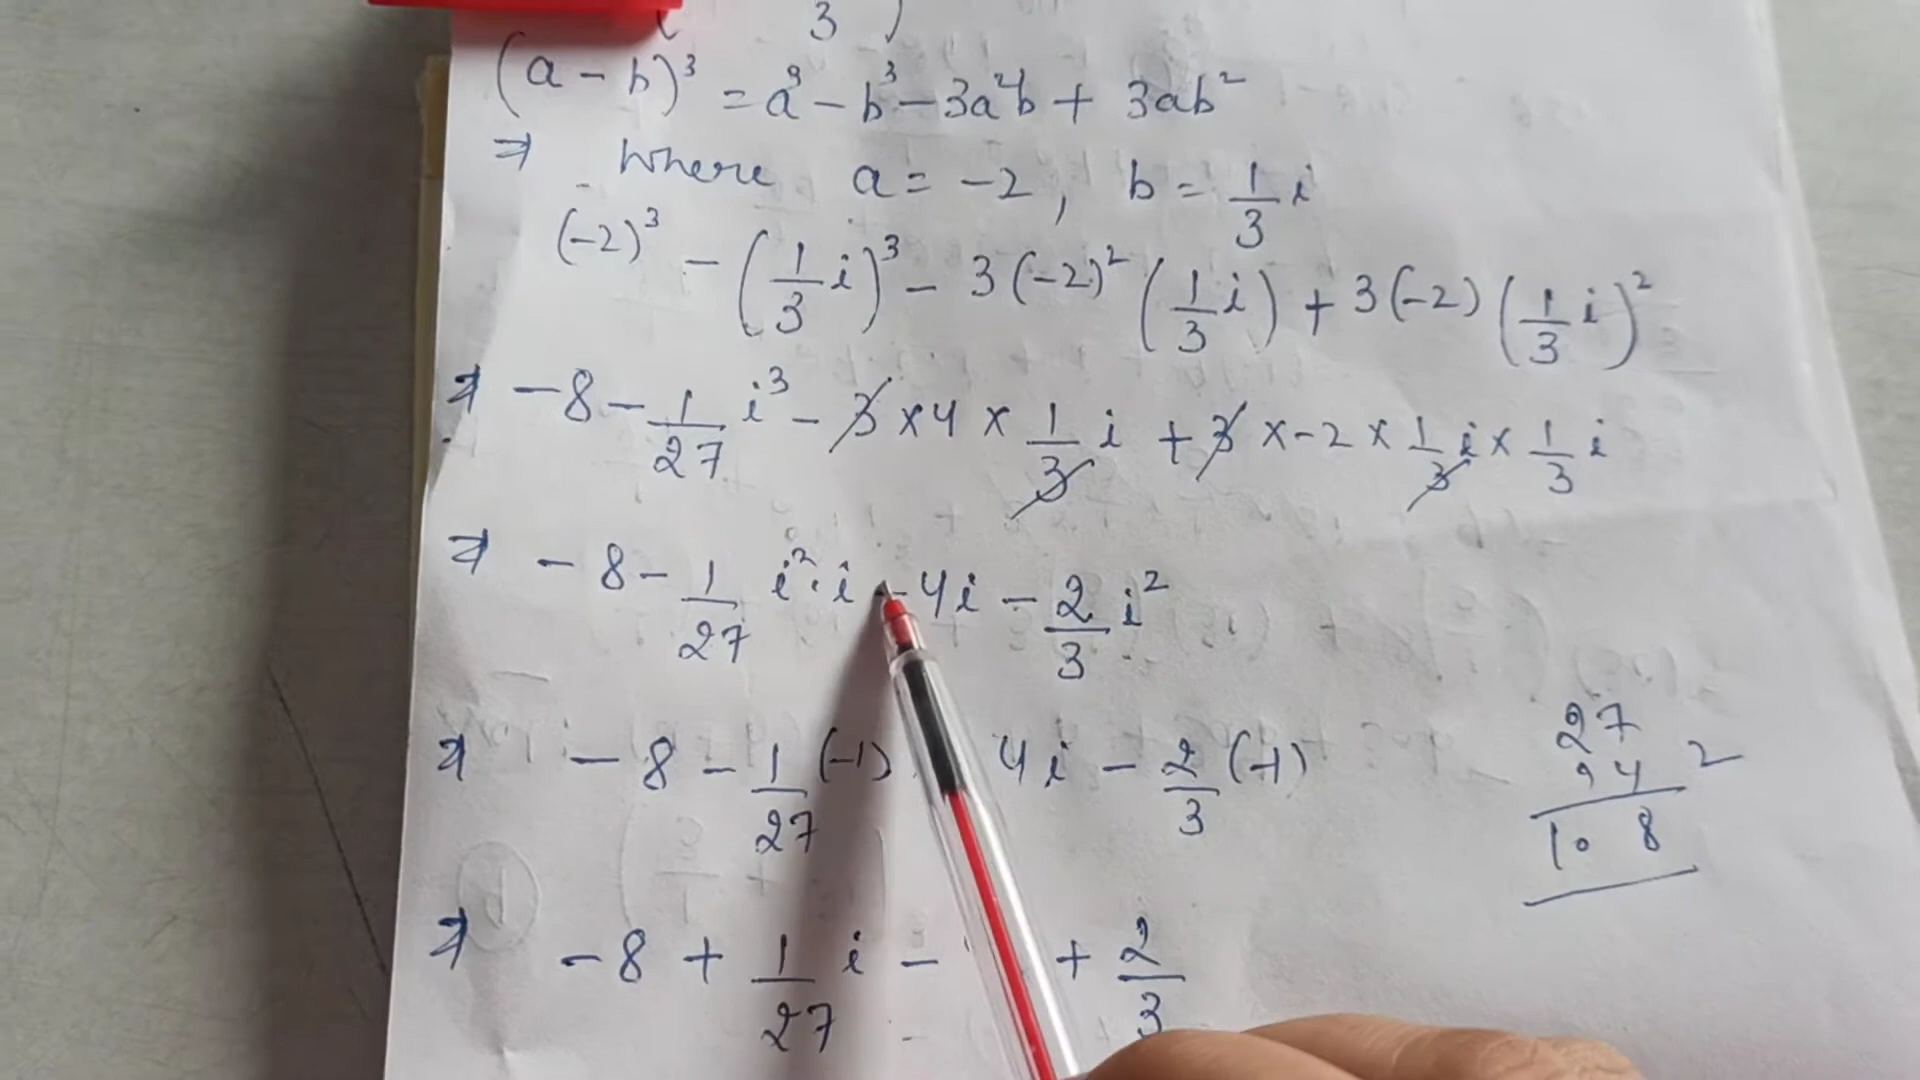 3 )
(a - b)³ = a³ - b³ - 3a²b + 3ab²
⇒ Where a = -2, b = 1/3 i
(-2)³ - (1/3 i)³ - 3(-2)² (1/3 i) + 3(-2) (1/3 i)²
⇒ -8 - 1/27 i³ - 3 × 4 × 1/3 i + 3 × -2 × 1/3 i × 1/3 i
⇒ -8 - 1/27 i² · i - 4i - 2/3 i²
⇒ -8 - 1/27 (-1) 4i - 2/3 (-1)
27
4 2
108
⇒ -8 + 1/27 i - + 2/3